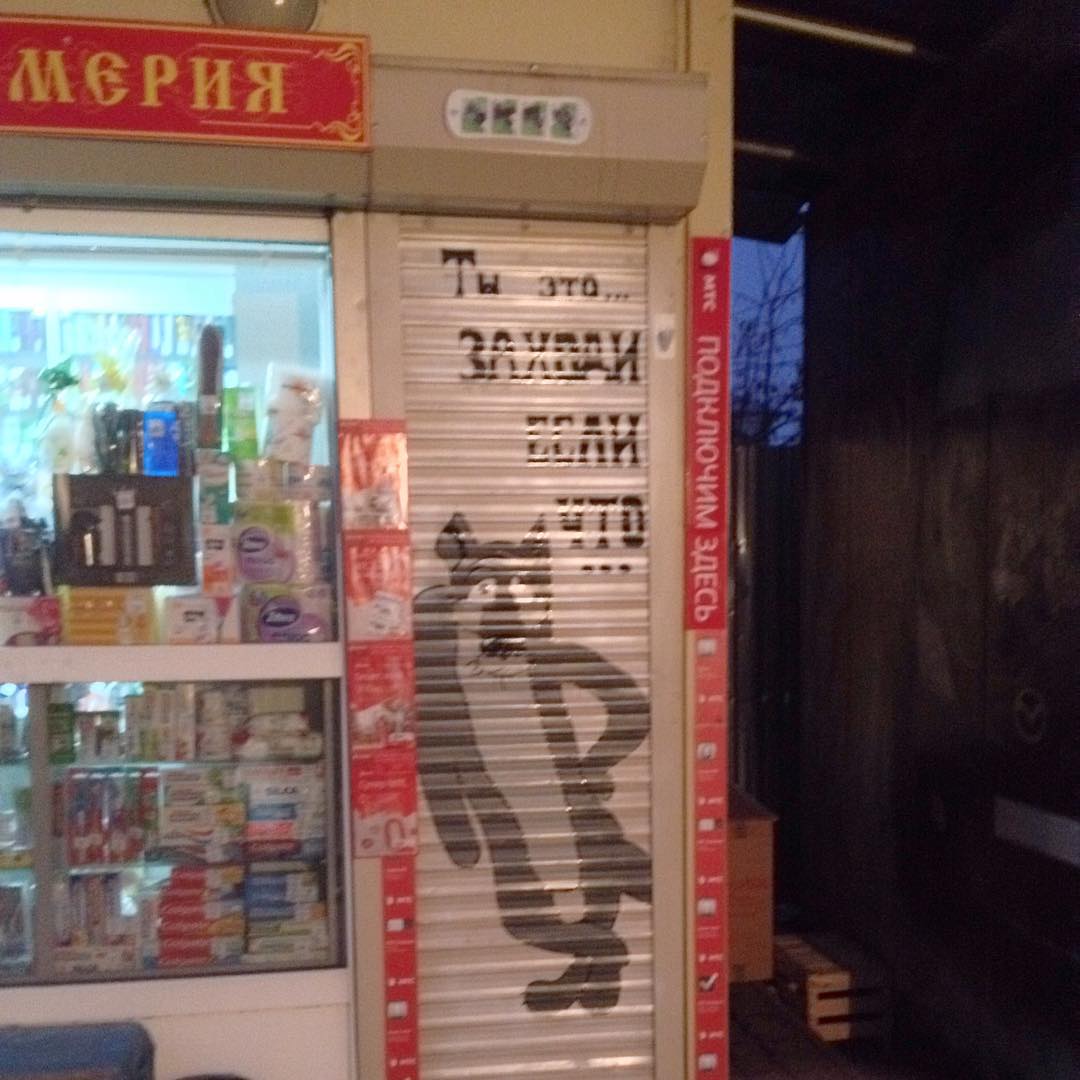 МЕРИЯ
Ты это...
ЗАХОДИ
ЕСЛИ
ЧТО
...
МТС
ПОДКЛЮЧИМ ЗДЕСЬ